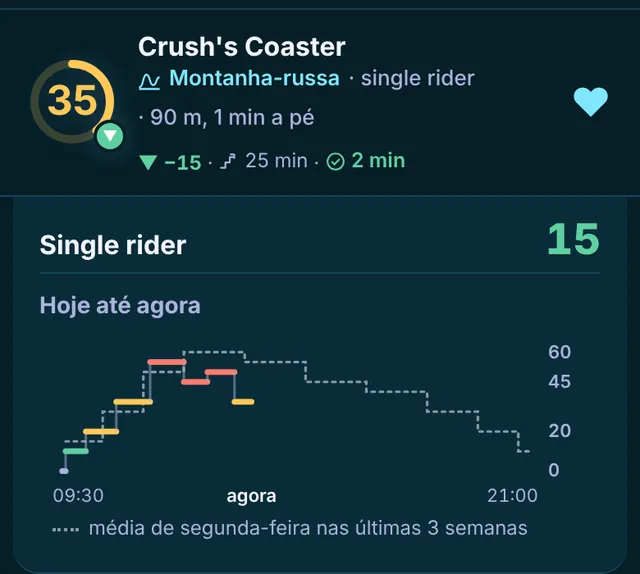 Crush's Coaster
35
Montanha-russa · single rider
· 90 m, 1 min a pé
▼ −15 · 25 min · 2 min
Single rider 15
Hoje até agora
60
45
20
0
09:30 agora 21:00
média de segunda-feira nas últimas 3 semanas